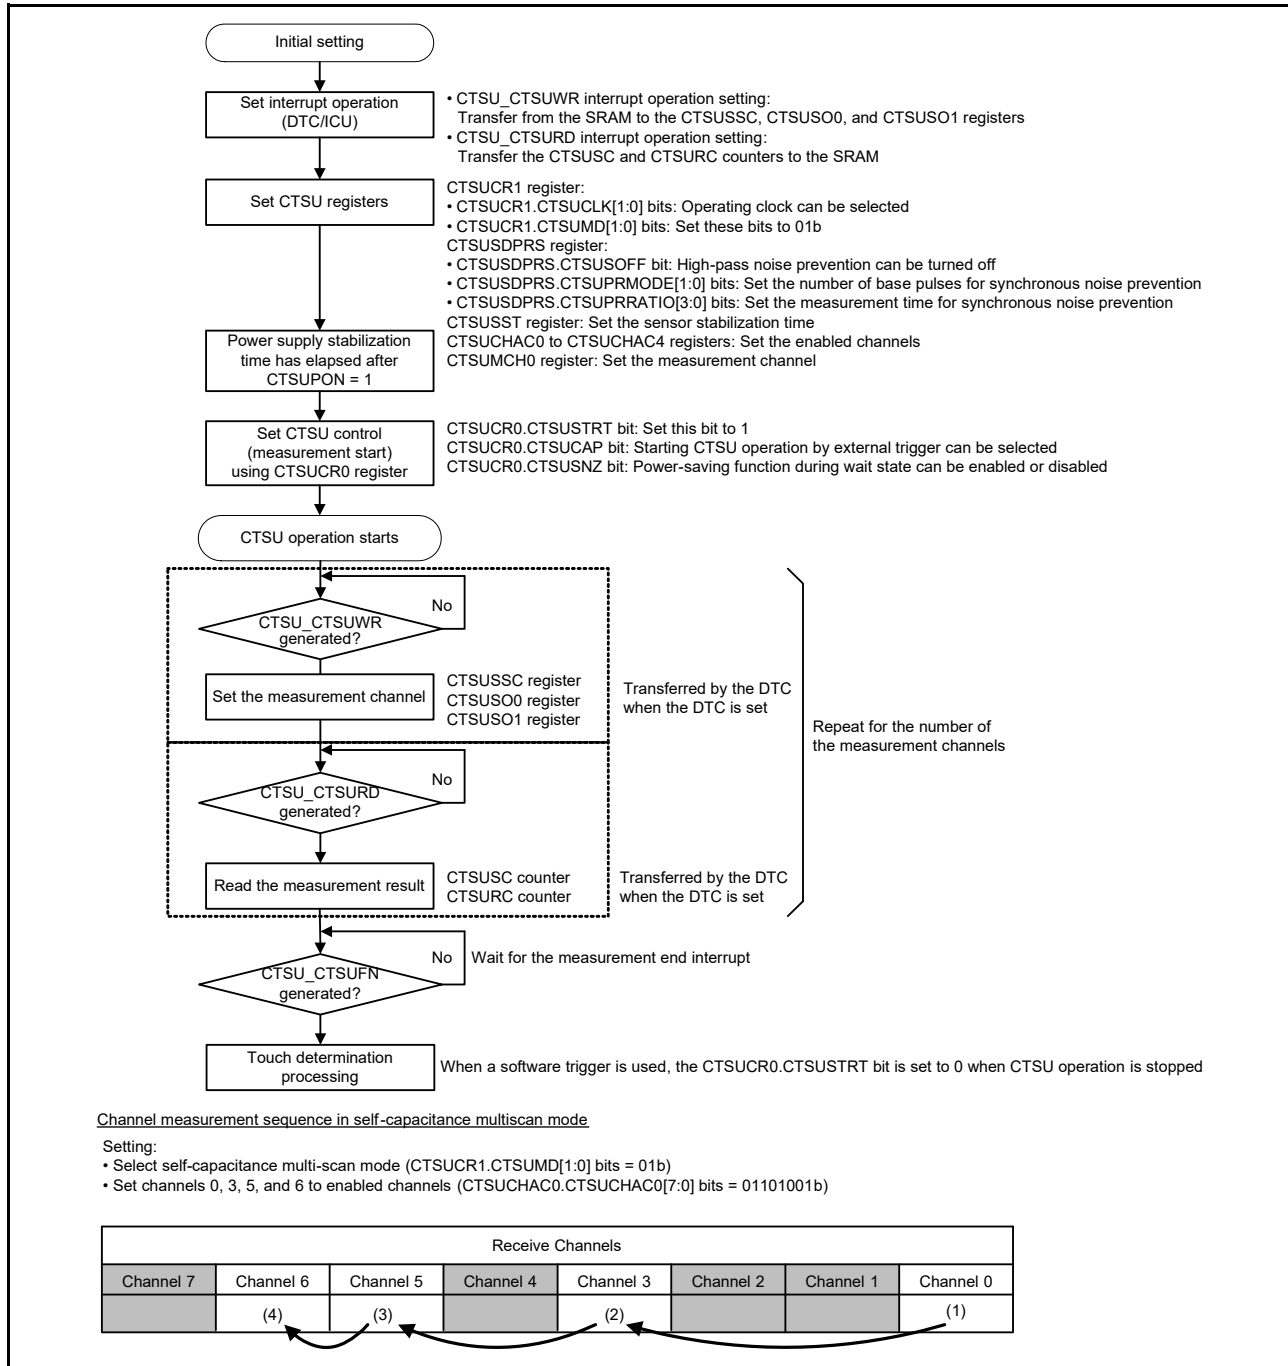 Initial setting
Set interrupt operation
(DTC/ICU)
• CTSU_CTSUWR interrupt operation setting:
Transfer from the SRAM to the CTSUSSC, CTSUSO0, and CTSUSO1 registers
• CTSU_CTSURD interrupt operation setting:
Transfer the CTSUSC and CTSURC counters to the SRAM
Set CTSU registers
CTSUCR1 register:
• CTSUCR1.CTSUCLK[1:0] bits: Operating clock can be selected
• CTSUCR1.CTSUMD[1:0] bits: Set these bits to 01b
CTSUSDPRS register:
• CTSUSDPRS.CTSUSOFF bit: High-pass noise prevention can be turned off
• CTSUSDPRS.CTSUPRMODE[1:0] bits: Set the number of base pulses for synchronous noise prevention
• CTSUSDPRS.CTSUPRRATIO[3:0] bits: Set the measurement time for synchronous noise prevention
CTSUSST register: Set the sensor stabilization time
CTSUCHAC0 to CTSUCHAC4 registers: Set the enabled channels
CTSUMCH0 register: Set the measurement channel
Power supply stabilization
time has elapsed after
CTSUPON = 1
Set CTSU control
(measurement start)
using CTSUCR0 register
CTSUCR0.CTSUSTRT bit: Set this bit to 1
CTSUCR0.CTSUCAP bit: Starting CTSU operation by external trigger can be selected
CTSUCR0.CTSUSNZ bit: Power-saving function during wait state can be enabled or disabled
CTSU operation starts
No
CTSU_CTSUWR
generated?
Set the measurement channel
CTSUSSC register
CTSUSO0 register
CTSUSO1 register
Transferred by the DTC
when the DTC is set
Repeat for the number of
the measurement channels
No
CTSU_CTSURD
generated?
Read the measurement result
CTSUSC counter
CTSURC counter
Transferred by the DTC
when the DTC is set
No
Wait for the measurement end interrupt
CTSU_CTSUFN
generated?
Touch determination
processing
When a software trigger is used, the CTSUCR0.CTSUSTRT bit is set to 0 when CTSU operation is stopped
Channel measurement sequence in self-capacitance multiscan mode
Setting:
• Select self-capacitance multi-scan mode (CTSUCR1.CTSUMD[1:0] bits = 01b)
• Set channels 0, 3, 5, and 6 to enabled channels (CTSUCHAC0.CTSUCHAC0[7:0] bits = 01101001b)
Receive Channels
Channel 7 Channel 6 Channel 5 Channel 4 Channel 3 Channel 2 Channel 1 Channel 0
(4) (3) (2) (1)